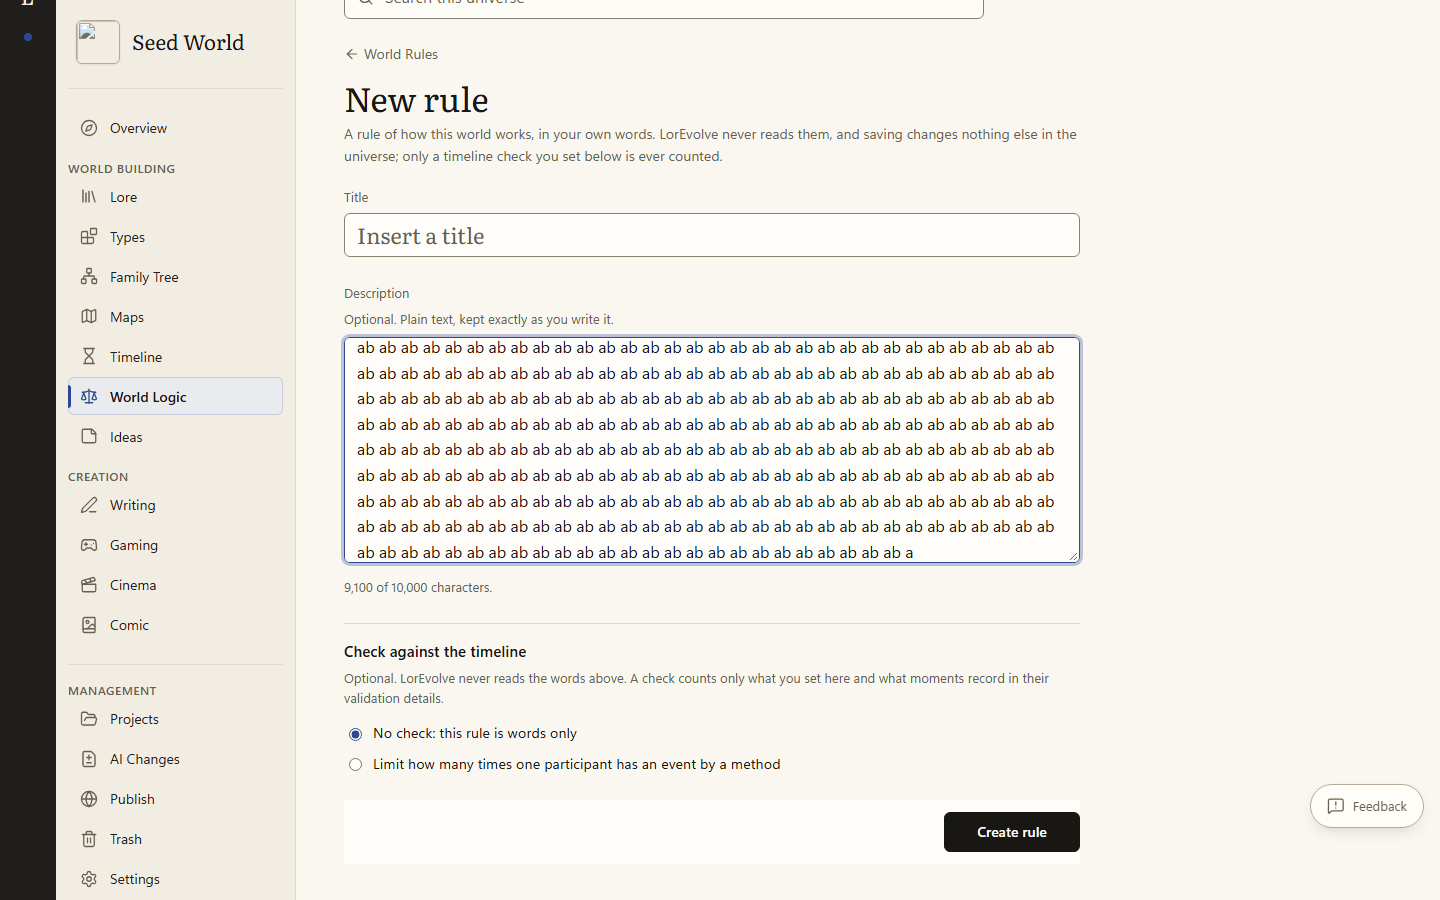 Seed World
Overview
WORLD BUILDING
Lore
Types
Family Tree
Maps
Timeline
World Logic
Ideas
CREATION
Writing
Gaming
Cinema
Comic
MANAGEMENT
Projects
AI Changes
Publish
Trash
Settings
Search this universe
World Rules
New rule
A rule of how this world works, in your own words. LorEvolve never reads them, and saving changes nothing else in the
universe; only a timeline check you set below is ever counted.
Title
Insert a title
Description
Optional. Plain text, kept exactly as you write it.
ab ab ab ab ab ab ab ab ab ab ab ab ab ab ab ab ab ab ab ab ab ab ab ab ab ab ab ab ab ab ab ab
ab ab ab ab ab ab ab ab ab ab ab ab ab ab ab ab ab ab ab ab ab ab ab ab ab ab ab ab ab ab ab ab
ab ab ab ab ab ab ab ab ab ab ab ab ab ab ab ab ab ab ab ab ab ab ab ab ab ab ab ab ab ab ab ab
ab ab ab ab ab ab ab ab ab ab ab ab ab ab ab ab ab ab ab ab ab ab ab ab ab ab ab ab ab ab ab ab
ab ab ab ab ab ab ab ab ab ab ab ab ab ab ab ab ab ab ab ab ab ab ab ab ab ab ab ab ab ab ab ab
ab ab ab ab ab ab ab ab ab ab ab ab ab ab ab ab ab ab ab ab ab ab ab ab ab ab ab ab ab ab ab ab
ab ab ab ab ab ab ab ab ab ab ab ab ab ab ab ab ab ab ab ab ab ab ab ab ab ab ab ab ab ab ab ab
ab ab ab ab ab ab ab ab ab ab ab ab ab ab ab ab ab ab ab ab ab ab ab ab ab ab ab ab ab ab ab ab
ab ab ab ab ab ab ab ab ab ab ab ab ab ab ab ab ab ab ab ab ab ab ab ab ab a
9,100 of 10,000 characters.
Check against the timeline
Optional. LorEvolve never reads the words above. A check counts only what you set here and what moments record in their
validation details.
No check: this rule is words only
Limit how many times one participant has an event by a method
Create rule
Feedback